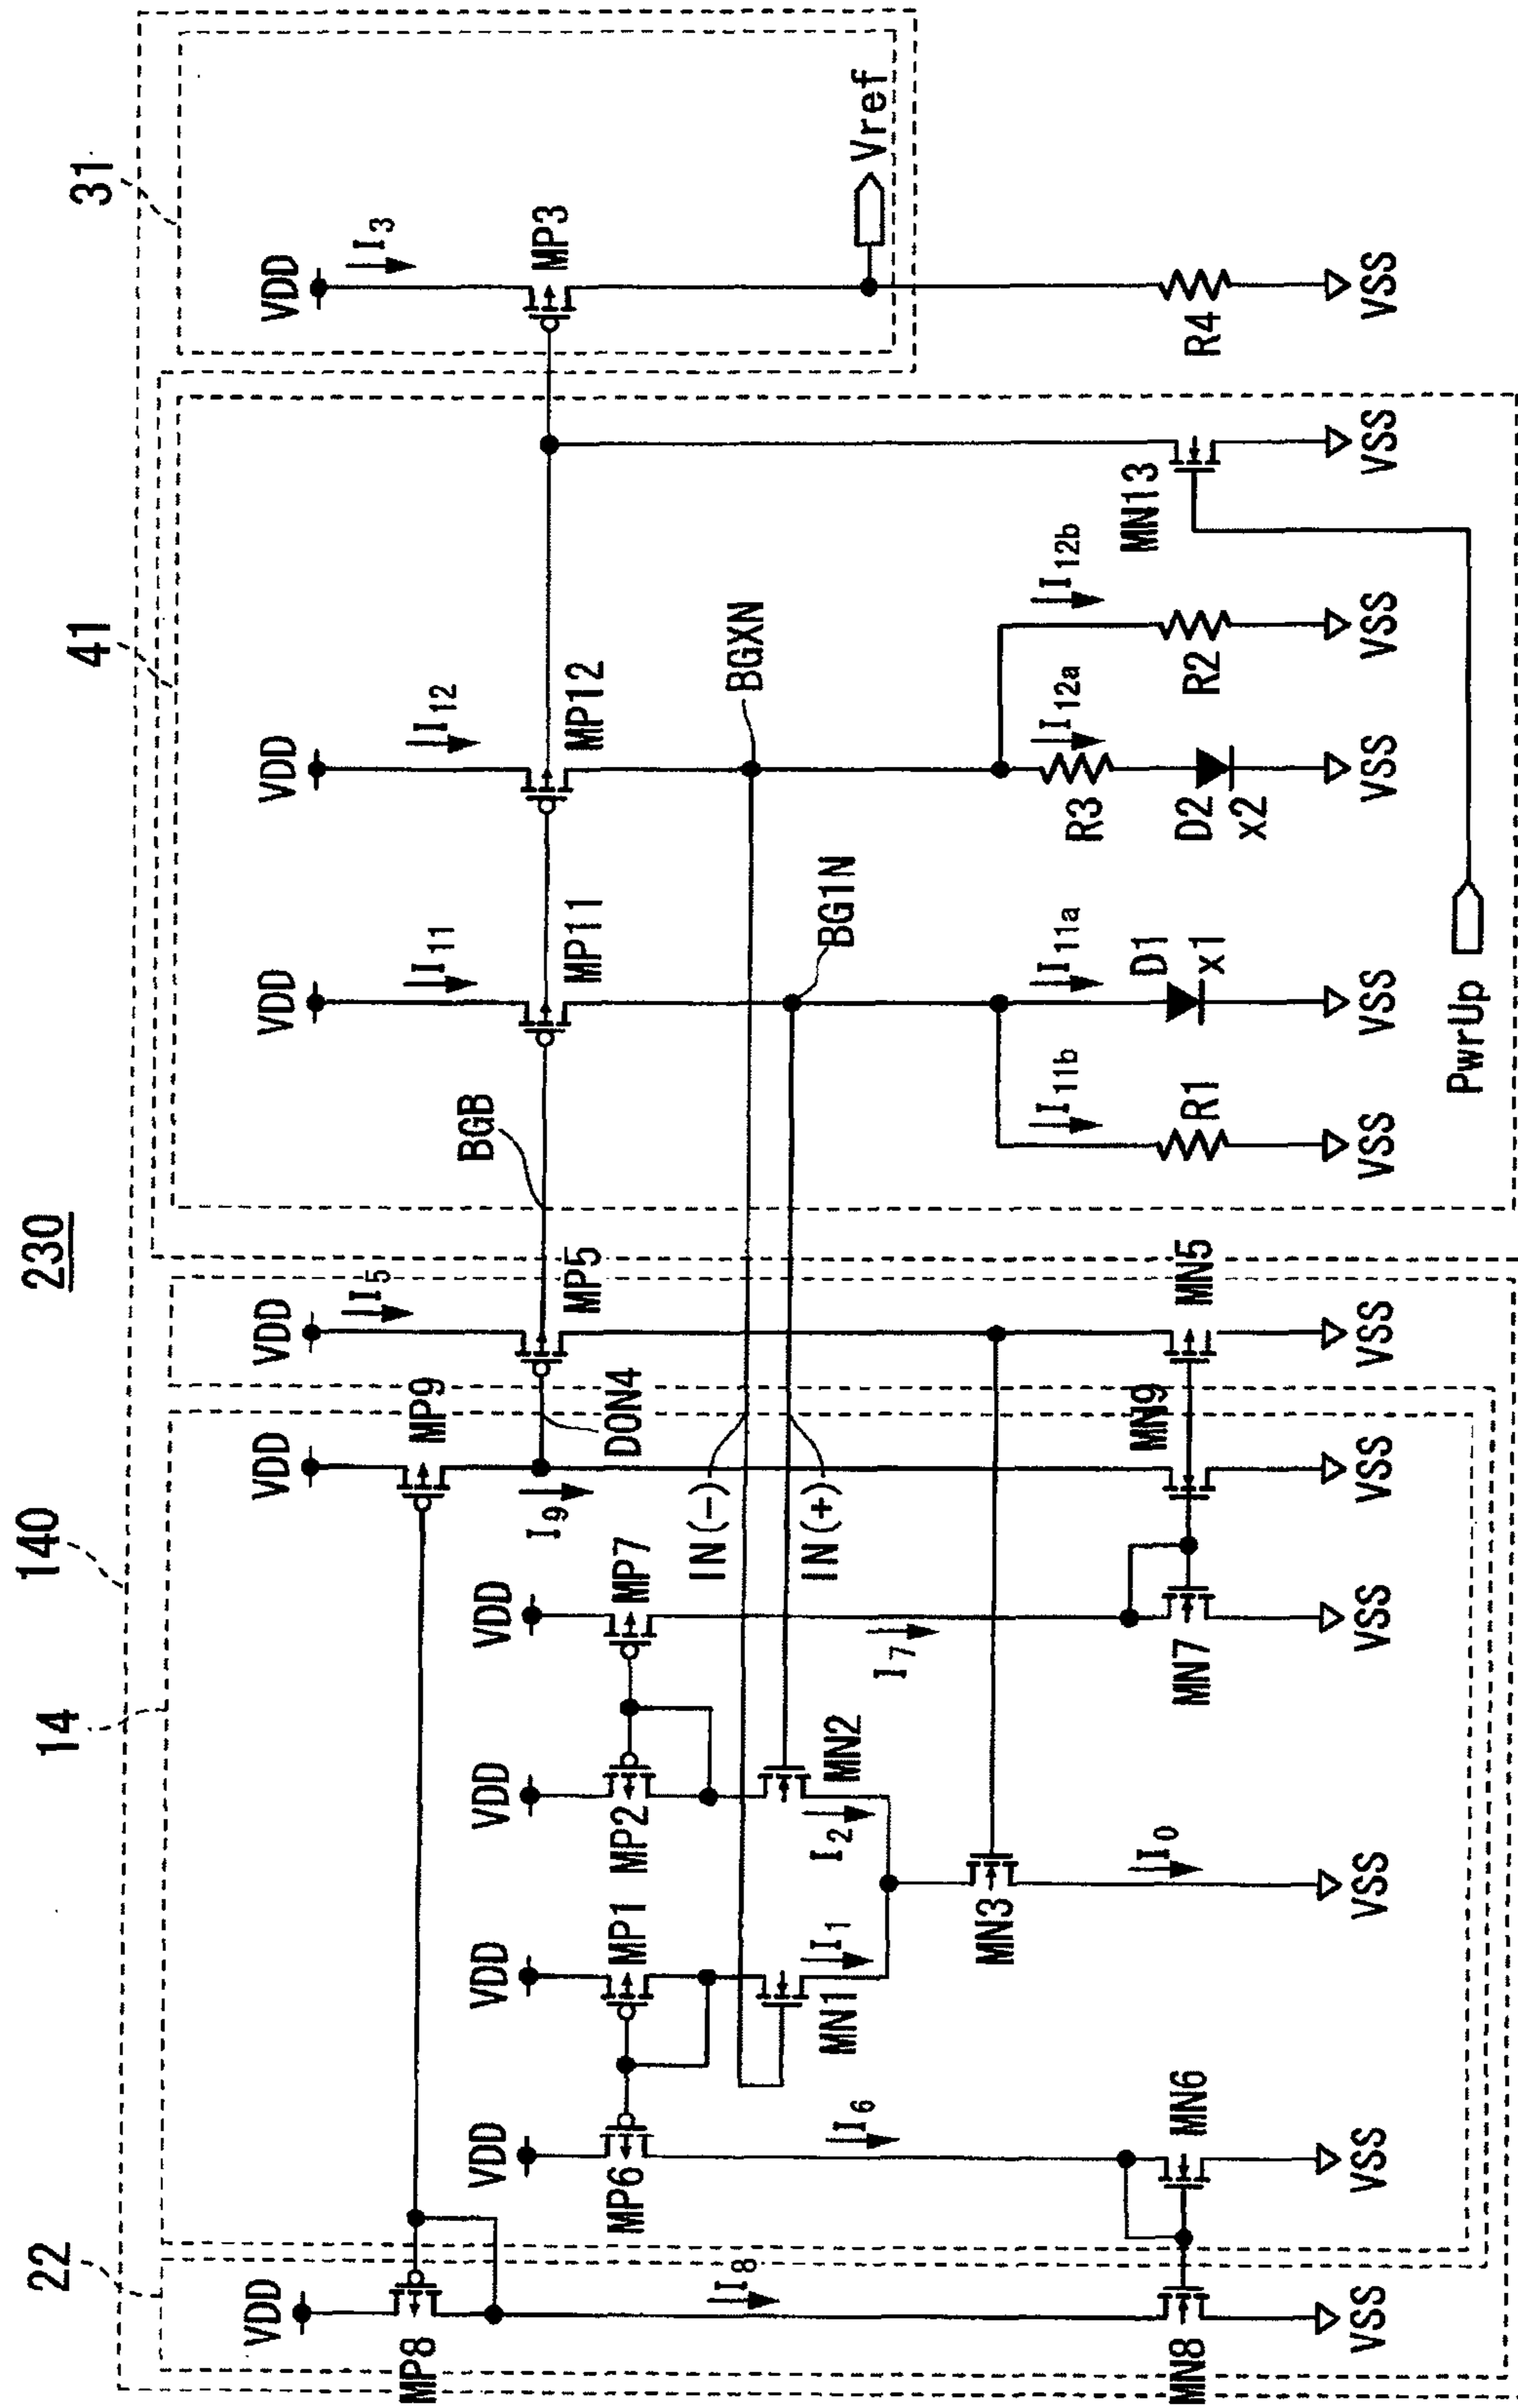 230
140
14
22
41
31
VDD
MP8
I8
MN8
VSS
VDD
MP6
I6
MN6
VSS
VDD
MP1
I1
MN1
VDD
MP2
I2
MN2
MN3
I0
VSS
VDD
MP7
I7
MN7
VSS
VDD
MP9
DON4
I9
IN(-)
IN(+)
MN9
VSS
VDD
I5
MP5
MN5
VSS
BGB
VDD
I11
MP11
BG1N
I11b
R1
VSS
I11a
D1
x1
VSS
VDD
I12
MP12
BGXN
I12a
R3
D2
x2
VSS
I12b
R2
VSS
MN13
VSS
PwrUp
VDD
I3
MP3
Vref
R4
VSS